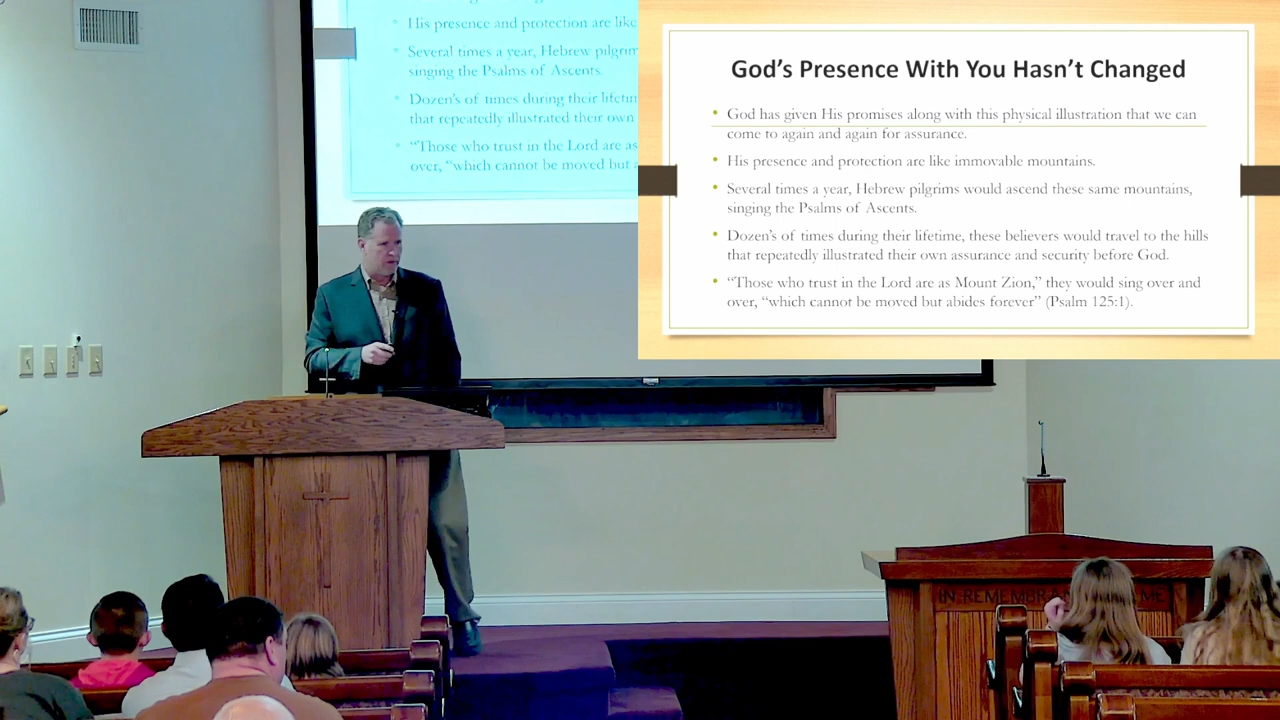 His presence and protection are like
Several times a year, Hebrew pilgrim
singing the Psalms of Ascents.
Dozen's of times during their lifetin
that repeatedly illustrated their own
"Those who trust in the Lord are as
over, "which cannot be moved but
God's Presence With You Hasn't Changed
• God has given His promises along with this physical illustration that we can
come to again and again for assurance.
• His presence and protection are like immovable mountains.
• Several times a year, Hebrew pilgrims would ascend these same mountains,
singing the Psalms of Ascents.
• Dozen's of times during their lifetime, these believers would travel to the hills
that repeatedly illustrated their own assurance and security before God.
• "Those who trust in the Lord are as Mount Zion," they would sing over and
over, "which cannot be moved but abides forever" (Psalm 125:1).
IN REMEMBRAN ME